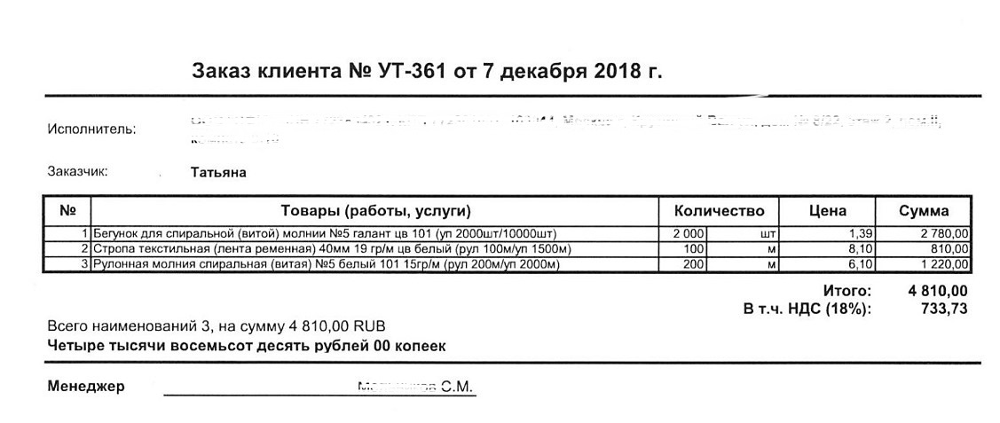 Заказ клиента № УТ-361 от 7 декабря 2018 г.
Исполнитель:
Заказчик: Татьяна
№ Товары (работы, услуги) Количество Цена Сумма
1 Бегунок для спиральной (витой) молнии №5 галант цв 101 (уп 2000шт/10000шт) 2 000 шт 1,39 2 780,00
2 Стропа текстильная (лента ременная) 40мм 19 гр/м цв белый (рул 100м/уп 1500м) 100 м 8,10 810,00
3 Рулонная молния спиральная (витая) №5 белый 101 15гр/м (рул 200м/уп 2000м) 200 м 6,10 1 220,00
Итого: 4 810,00
В т.ч. НДС (18%): 733,73
Всего наименований 3, на сумму 4 810,00 RUB
Четыре тысячи восемьсот десять рублей 00 копеек
Менеджер С.М.